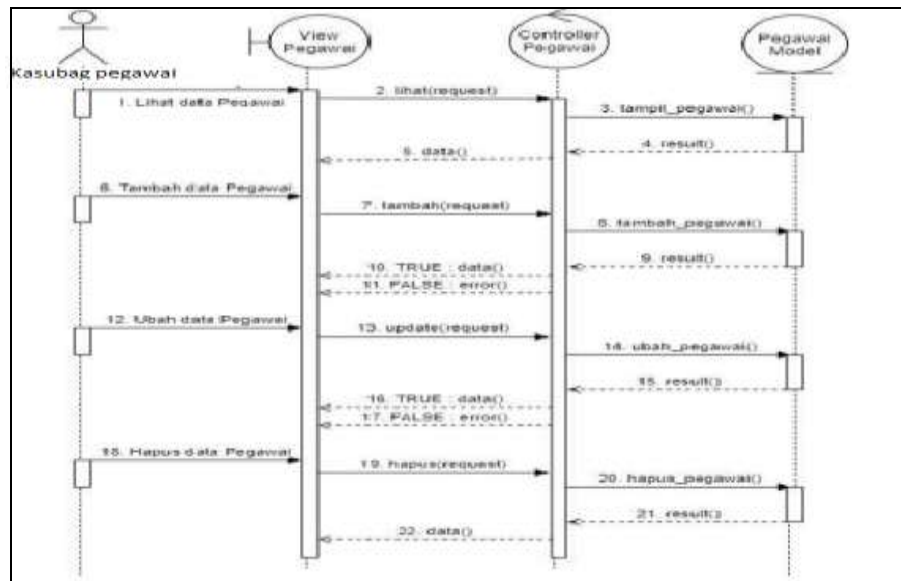 View
Pegawai
Controller
Pegawai
Pegawai
Model
Kasubag pegawai
1. Lihat data Pegawai
2. lihat(request)
3. tampil_pegawai()
4. result()
5. data()
6. Tambah data Pegawai
7. tambah(request)
8. tambah_pegawai()
9. result()
10. TRUE : data()
11. FALSE : error()
12. Ubah data Pegawai
13. update(request)
14. ubah_pegawai()
15. result()
16. TRUE : data()
17. FALSE : error()
18. Hapus data Pegawai
19. hapus(request)
20. hapus_pegawai()
21. result()
22. data()